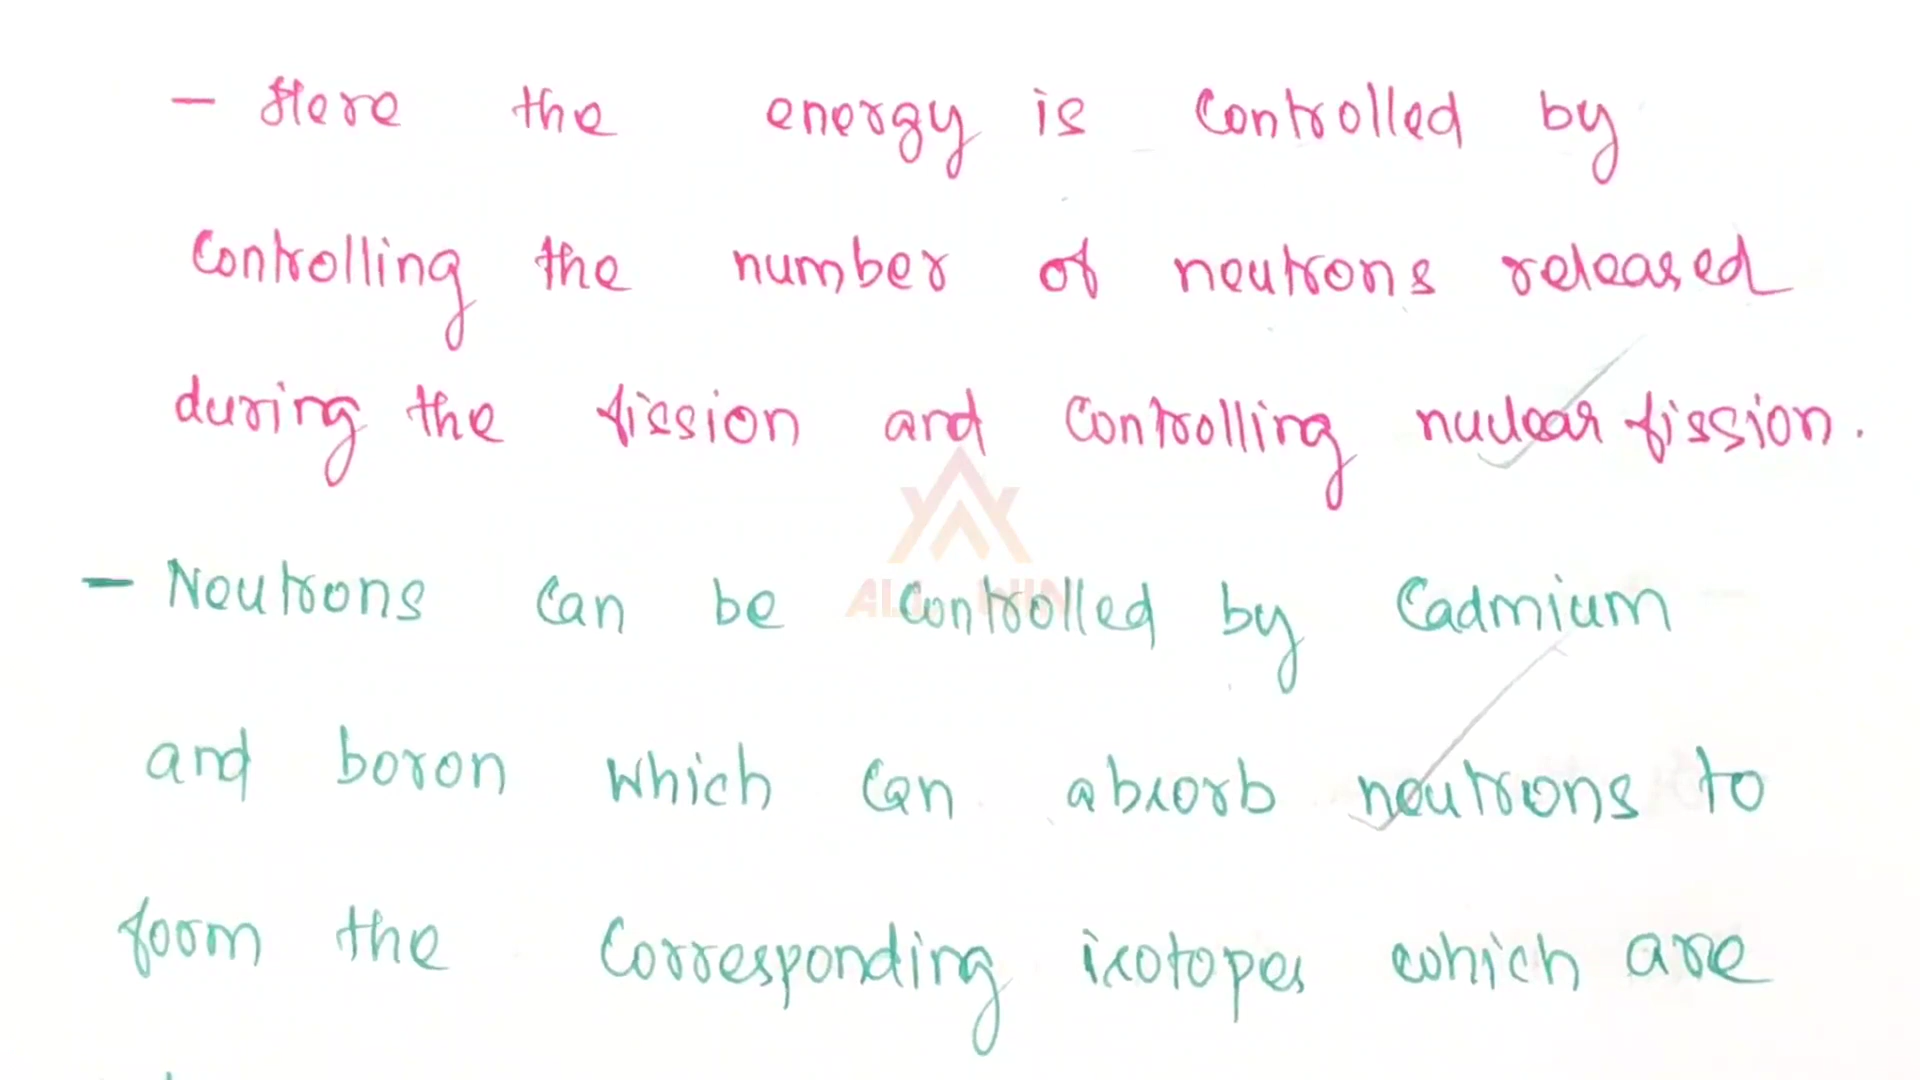 - Here the energy is controlled by
controlling the number of neutrons released
during the fission and controlling nuclear fission.
ALL WIN
- Neutrons can be controlled by Cadmium
and boron which can absorb neutrons to
form the corresponding isotopes which are